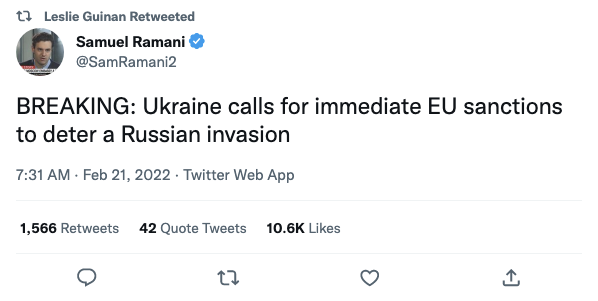 Leslie Guinan Retweeted
Samuel Ramani
@SamRamani2
BREAKING: Ukraine calls for immediate EU sanctions
to deter a Russian invasion
7:31 AM · Feb 21, 2022 · Twitter Web App
1,566 Retweets 42 Quote Tweets 10.6K Likes